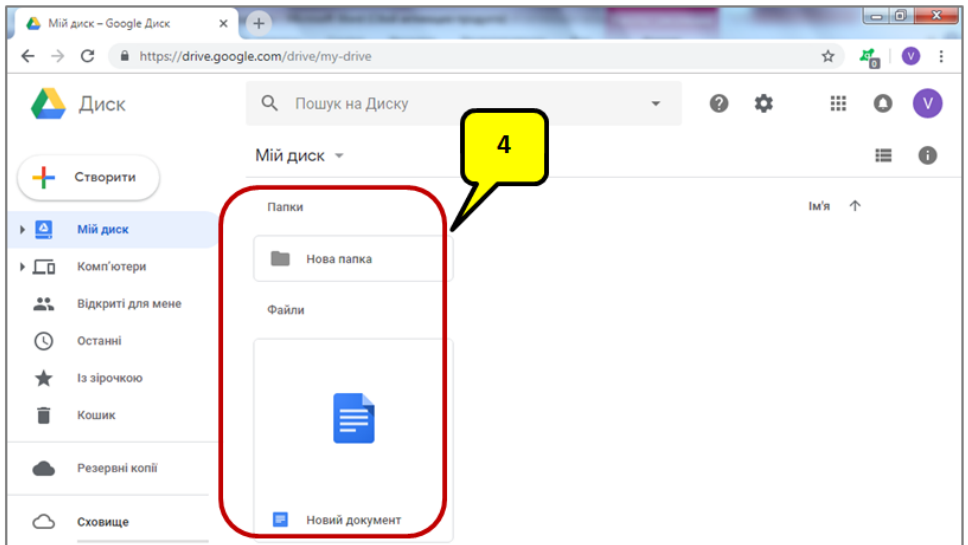 Мій диск – Google Диск
https://drive.google.com/drive/my-drive
0
V
Диск
Пошук на Диску
V
Мій диск
4
Створити
Папки
Ім'я
Мій диск
Нова папка
Комп'ютери
Відкриті для мене
Файли
Останні
Із зірочкою
Кошик
Резервні копії
Новий документ
Сховище